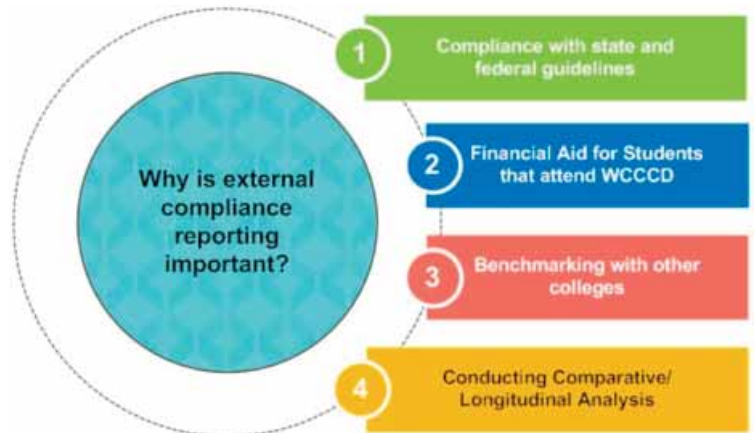 Why is external
compliance
reporting
important?
1
Compliance with state and
federal guidelines
2
Financial Aid for Students
that attend WCCCD
3
Benchmarking with other
colleges
4
Conducting Comparative/
Longitudinal Analysis